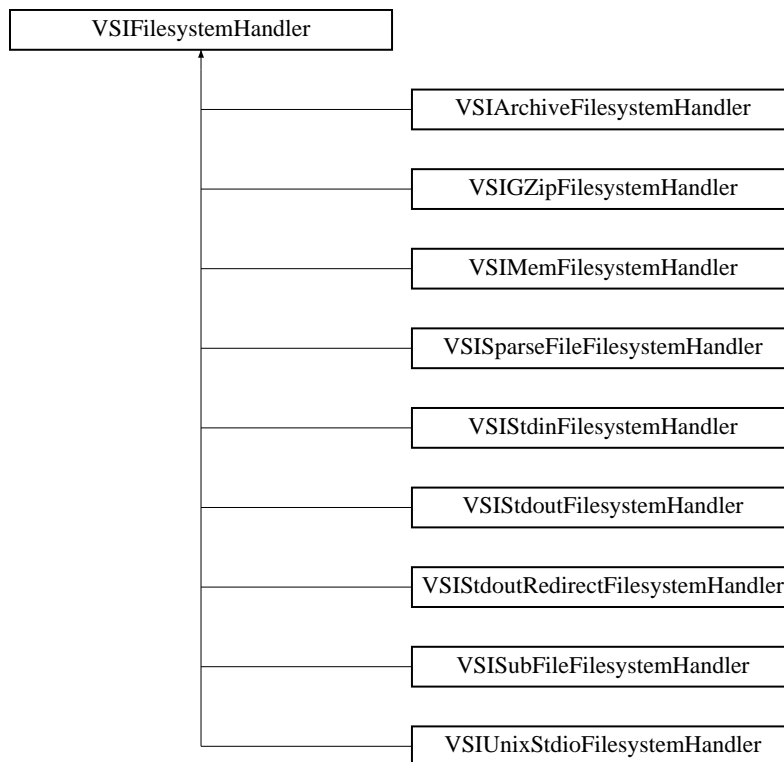 VSIFilesystemHandler
VSIArchiveFilesystemHandler
VSIGZipFilesystemHandler
VSIMemFilesystemHandler
VSISparseFileFilesystemHandler
VSIStdinFilesystemHandler
VSIStdoutFilesystemHandler
VSIStdoutRedirectFilesystemHandler
VSISubFileFilesystemHandler
VSIUnixStdioFilesystemHandler